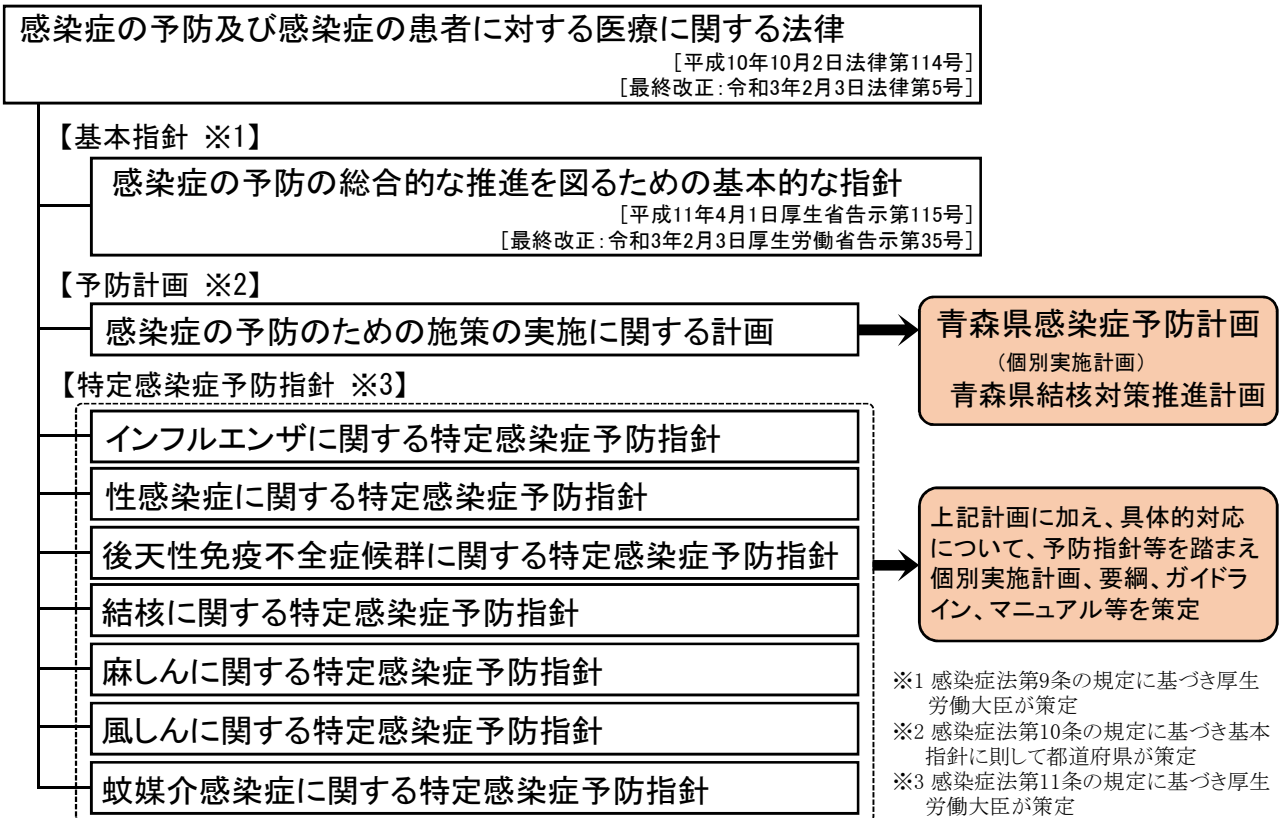 感染症の予防及び感染症の患者に対する医療に関する法律
[平成10年10月2日法律第114号]
[最終改正：令和3年2月3日法律第5号]
【基本指針 ※1】
感染症の予防の総合的な推進を図るための基本的な指針
[平成11年4月1日厚生省告示第115号]
[最終改正：令和3年2月3日厚生労働省告示第35号]
【予防計画 ※2】
感染症の予防のための施策の実施に関する計画
青森県感染症予防計画
（個別実施計画）
青森県結核対策推進計画
【特定感染症予防指針 ※3】
インフルエンザに関する特定感染症予防指針
性感染症に関する特定感染症予防指針
後天性免疫不全症候群に関する特定感染症予防指針
結核に関する特定感染症予防指針
麻しんに関する特定感染症予防指針
風しんに関する特定感染症予防指針
蚊媒介感染症に関する特定感染症予防指針
上記計画に加え、具体的対応
について、予防指針等を踏まえ
個別実施計画、要綱、ガイドラ
イン、マニュアル等を策定
※1 感染症法第9条の規定に基づき厚生
労働大臣が策定
※2 感染症法第10条の規定に基づき基本
指針に則して都道府県が策定
※3 感染症法第11条の規定に基づき厚生
労働大臣が策定